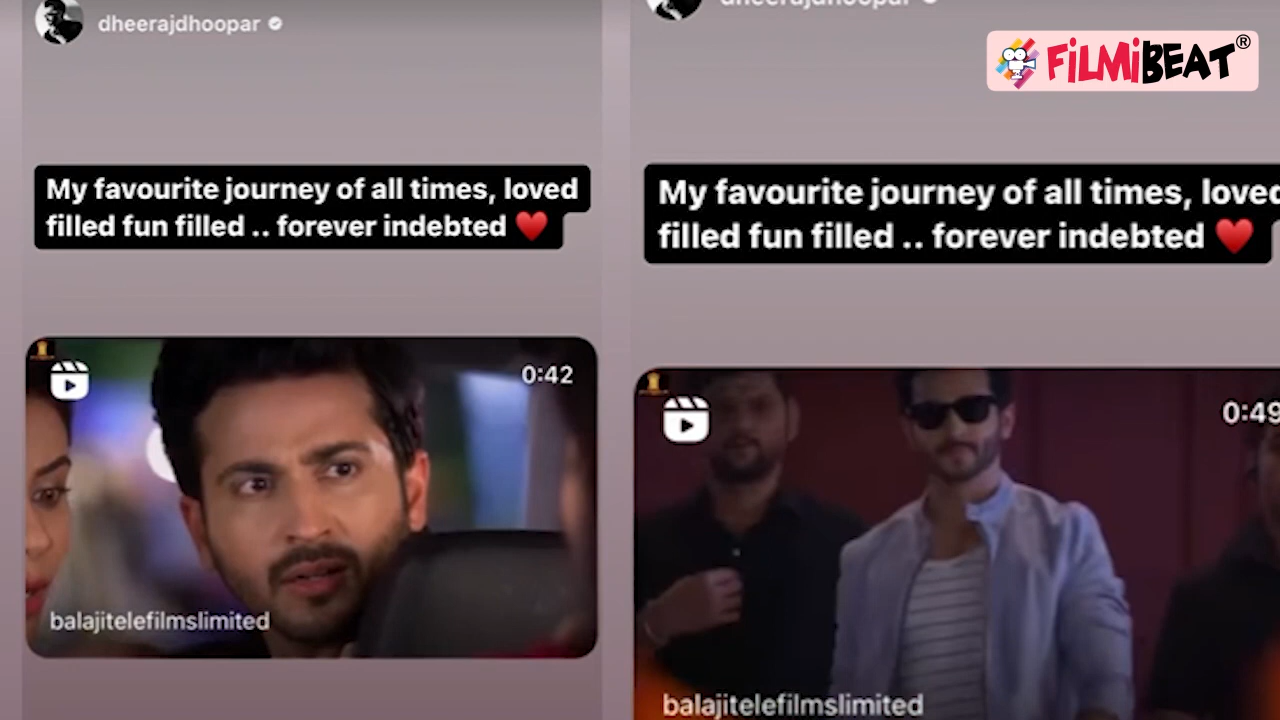 dheerajdhoopar
My favourite journey of all times, loved
filled fun filled .. forever indebted ❤️
0:42
balajitelefilmslimited
dheerajdhoopar
FiLMiBEAT®
My favourite journey of all times, loved
filled fun filled .. forever indebted ❤️
0:49
balajitelefilmslimited